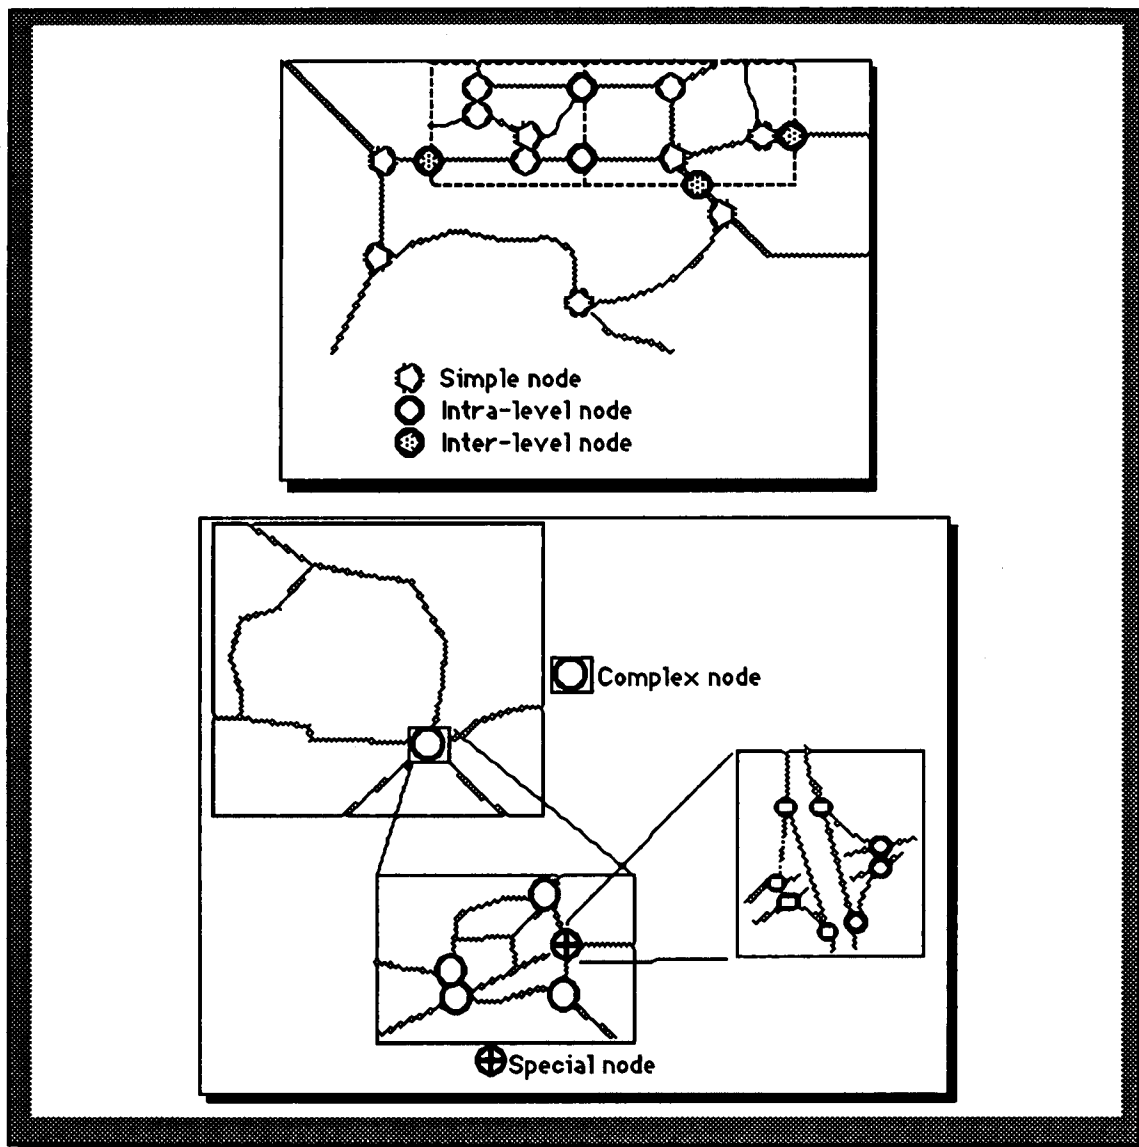 Simple node
Intra-level node
Inter-level node
Complex node
Special node